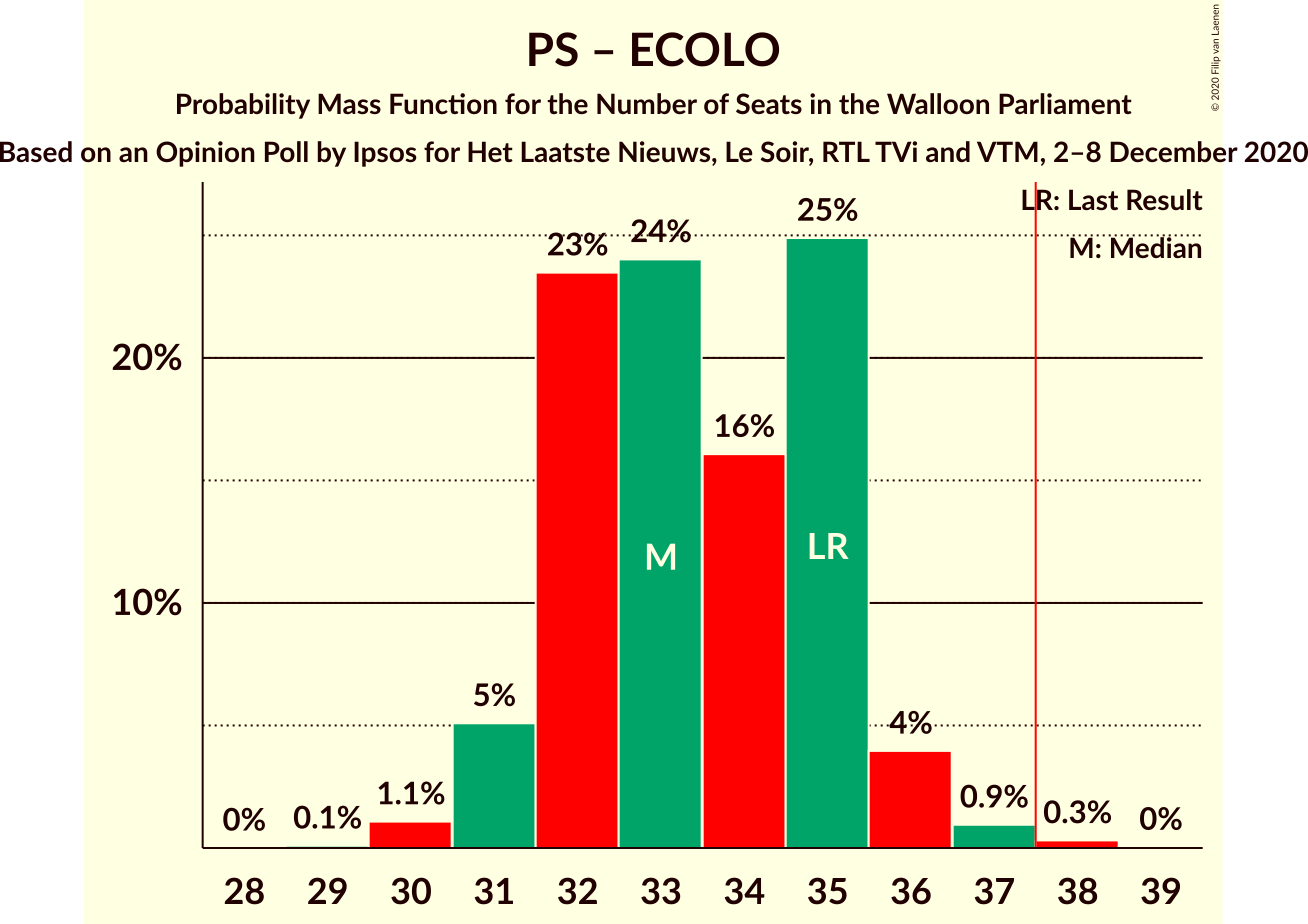 PS – ECOLO
Probability Mass Function for the Number of Seats in the Walloon Parliament
Based on an Opinion Poll by Ipsos for Het Laatste Nieuws, Le Soir, RTL TVi and VTM, 2–8 December 2020
© 2020 Filip van Laenen
LR: Last Result
M: Median
20%
10%
0%
0.1%
1.1%
5%
23%
24%
16%
25%
4%
0.9%
0.3%
0%
M
LR
28 29 30 31 32 33 34 35 36 37 38 39